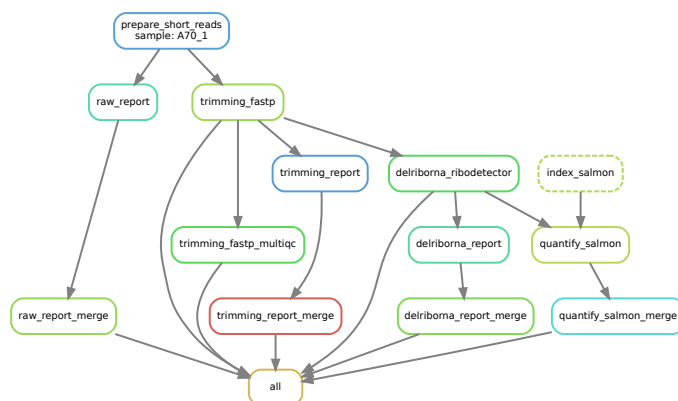 prepare_short_reads
sample: A70_1
raw_report
trimming_fastp
trimming_report
delriborna_ribodetector
index_salmon
trimming_fastp_multiqc
delriborna_report
quantify_salmon
raw_report_merge
trimming_report_merge
delriborna_report_merge
quantify_salmon_merge
all